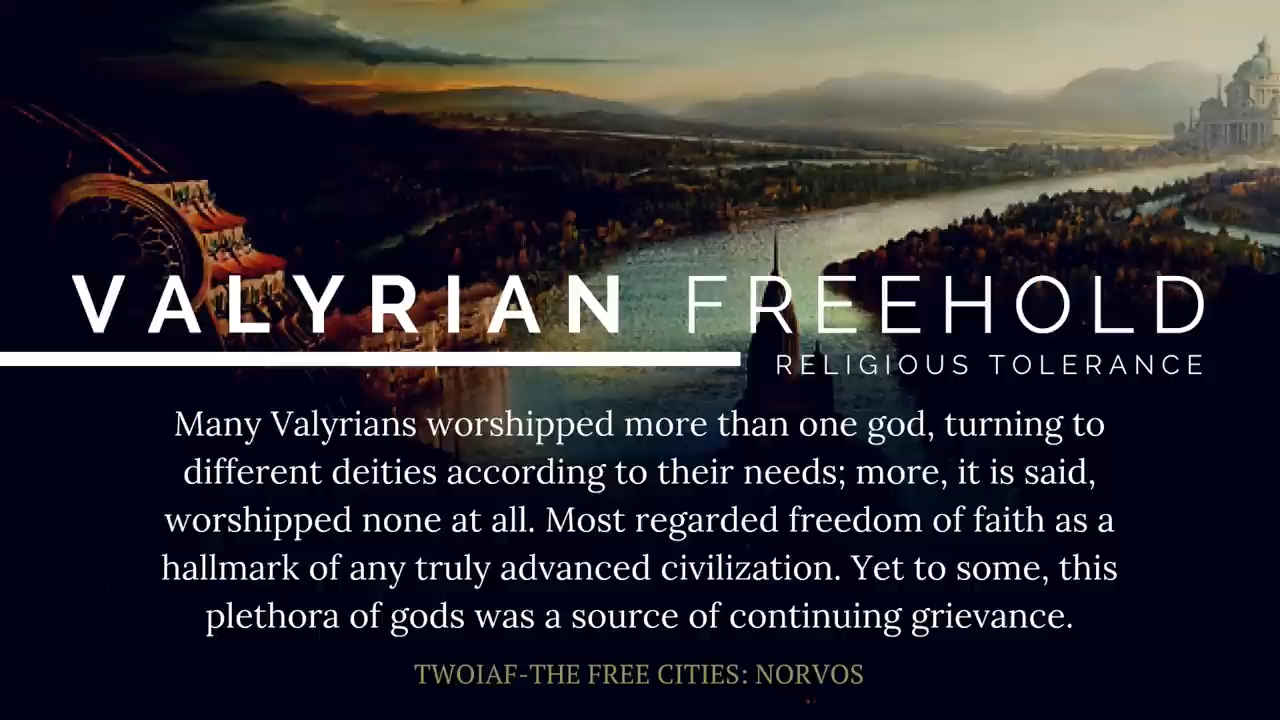 VALYRIAN FREEHOLD
RELIGIOUS TOLERANCE
Many Valyrians worshipped more than one god, turning to
different deities according to their needs; more, it is said,
worshipped none at all. Most regarded freedom of faith as a
hallmark of any truly advanced civilization. Yet to some, this
plethora of gods was a source of continuing grievance.
TWOIAF-THE FREE CITIES: NORVOS